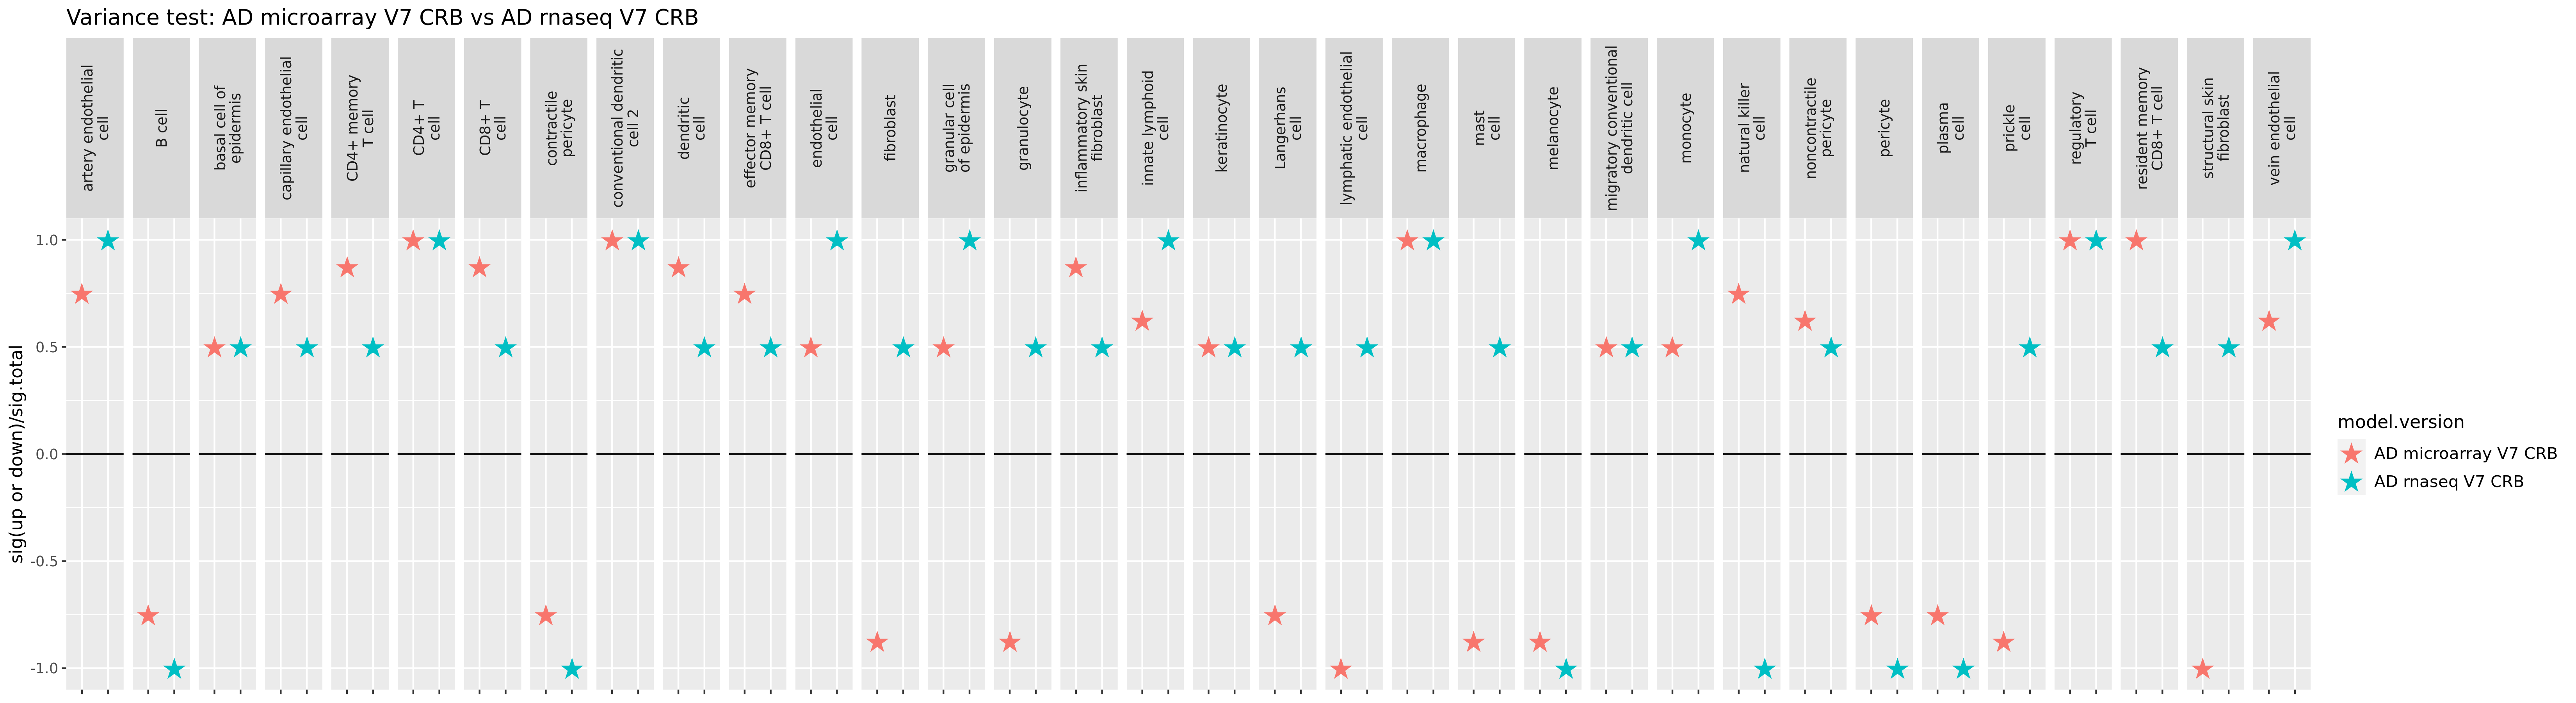 Variance test: AD microarray V7 CRB vs AD rnaseq V7 CRB
artery endothelial
cell
B cell
basal cell of
epidermis
capillary endothelial
cell
CD4+ memory
T cell
CD4+ T
cell
CD8+ T
cell
contractile
pericyte
conventional dendritic
cell 2
dendritic
cell
effector memory
CD8+ T cell
endothelial
cell
fibroblast
granular cell
of epidermis
granulocyte
inflammatory skin
fibroblast
innate lymphoid
cell
keratinocyte
Langerhans
cell
lymphatic endothelial
cell
macrophage
mast
cell
melanocyte
migratory conventional
dendritic cell
monocyte
natural killer
cell
noncontractile
pericyte
pericyte
plasma
cell
prickle
cell
regulatory
T cell
resident memory
CD8+ T cell
structural skin
fibroblast
vein endothelial
cell
1.0
0.5
0.0
-0.5
-1.0
sig(up or down)/sig.total
model.version
AD microarray V7 CRB
AD rnaseq V7 CRB